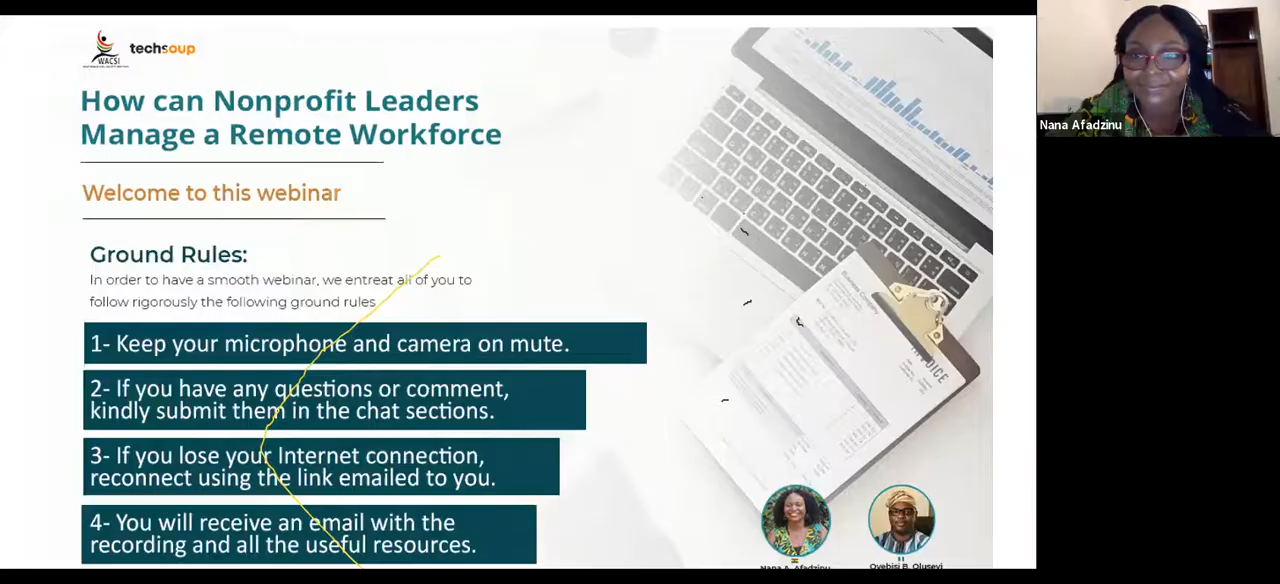 WACSI
techsoup
How can Nonprofit Leaders
Manage a Remote Workforce
Welcome to this webinar
Ground Rules:
In order to have a smooth webinar, we entreat all of you to
follow rigorously the following ground rules
1- Keep your microphone and camera on mute.
2- If you have any questions or comment,
kindly submit them in the chat sections.
3- If you lose your Internet connection,
reconnect using the link emailed to you.
4- You will receive an email with the
recording and all the useful resources.
Business Company
INVOICE
Nana A. Afadzinu
Oyebisi B. Oluseyi
Nana Afadzinu